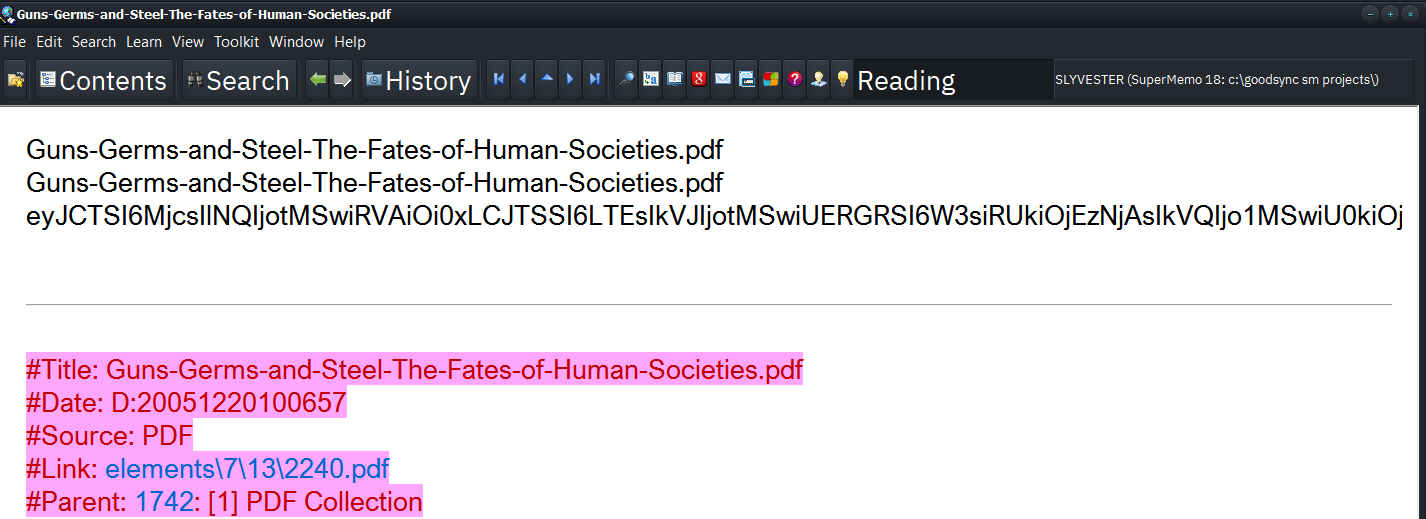 Guns-Germs-and-Steel-The-Fates-of-Human-Societies.pdf
File Edit Search Learn View Toolkit Window Help
Contents Search History Reading SLYVESTER (SuperMemo 18: c:\goodsync sm projects\)
Guns-Germs-and-Steel-The-Fates-of-Human-Societies.pdf
Guns-Germs-and-Steel-The-Fates-of-Human-Societies.pdf
eyJCTSI6MjcsIlNQIjotMSwiRVAiOi0xLCJTSSI6LTEsIkVJIjotMSwiUERGRSI6W3siRUkiOjEzNjAsIkVQIjo1MSwiU0kiOj
#Title: Guns-Germs-and-Steel-The-Fates-of-Human-Societies.pdf
#Date: D:20051220100657
#Source: PDF
#Link: elements\7\13\2240.pdf
#Parent: 1742: [1] PDF Collection